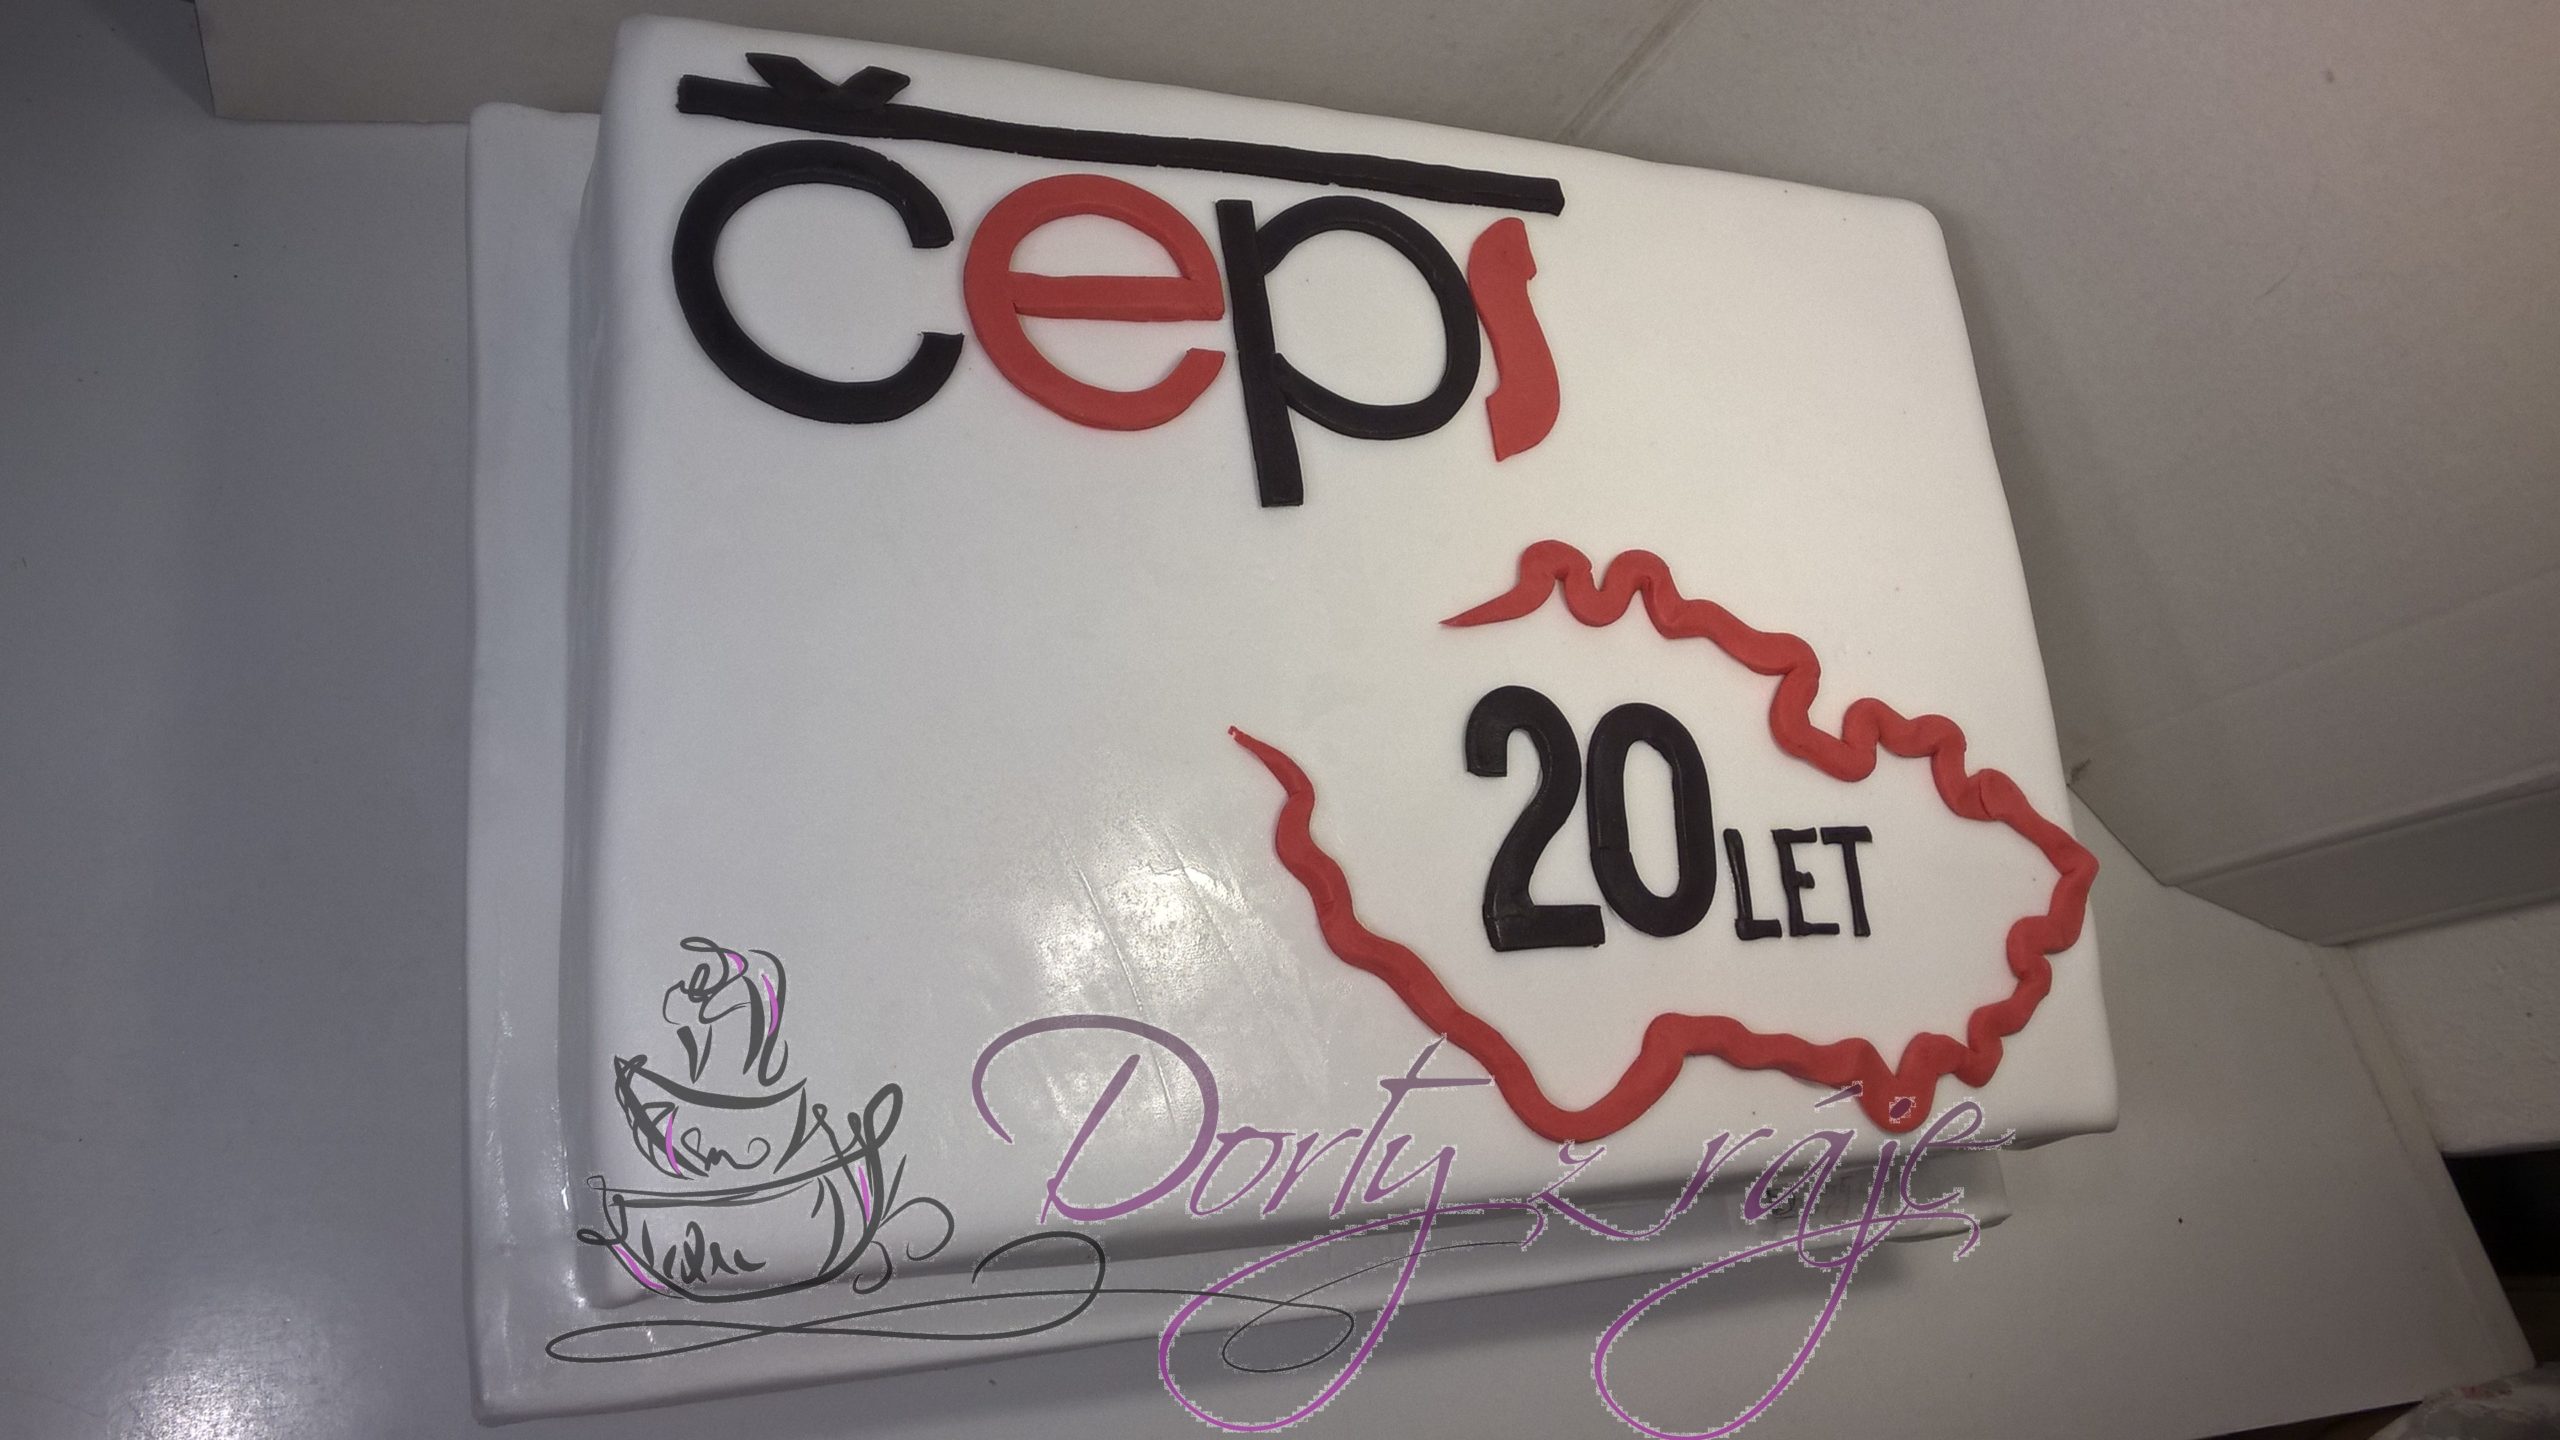 čeps
20 LET
Dorty z ráje